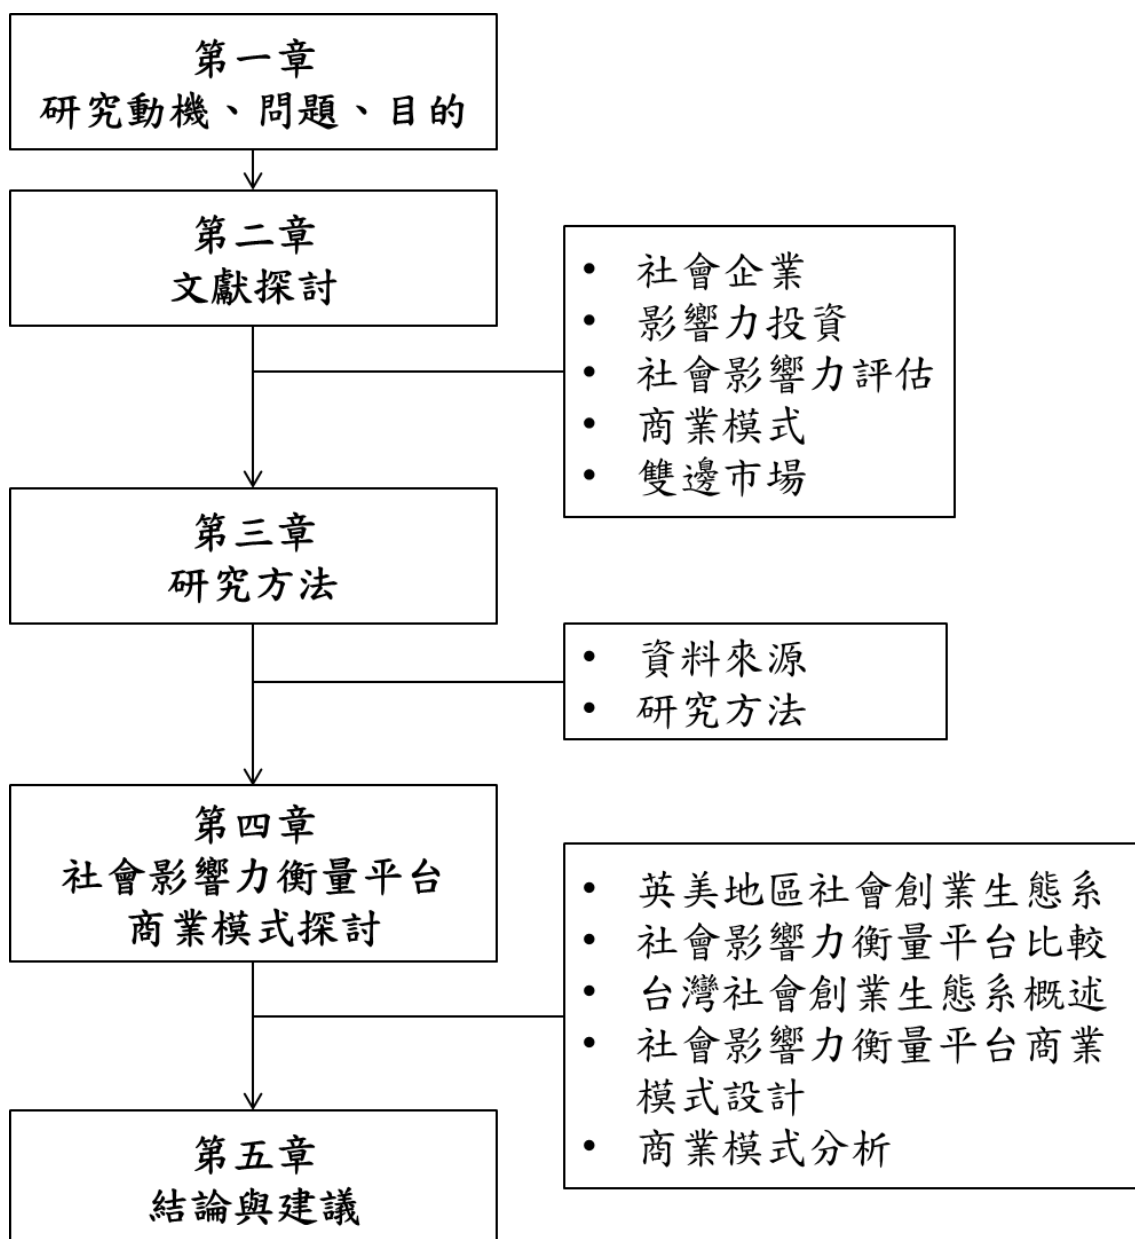 第一章
研究動機、問題、目的
第二章
文獻探討
• 社會企業
• 影響力投資
• 社會影響力評估
• 商業模式
• 雙邊市場
第三章
研究方法
• 資料來源
• 研究方法
第四章
社會影響力衡量平台
商業模式探討
• 英美地區社會創業生態系
• 社會影響力衡量平台比較
• 台灣社會創業生態系概述
• 社會影響力衡量平台商業
模式設計
• 商業模式分析
第五章
結論與建議